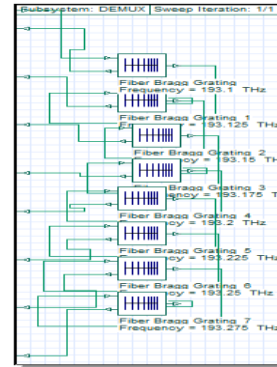 Subsystem: DEMUX Sweep Iteration: 1/1
Fiber Bragg Grating
Frequency = 193.1 THz
Fiber Bragg Grating 1
Frequency = 193.125 THz
Fiber Bragg Grating 2
Frequency = 193.15 THz
Fiber Bragg Grating 3
Frequency = 193.175 THz
Fiber Bragg Grating 4
Frequency = 193.2 THz
Fiber Bragg Grating 5
Frequency = 193.225 THz
Fiber Bragg Grating 6
Frequency = 193.25 THz
Fiber Bragg Grating 7
Frequency = 193.275 THz